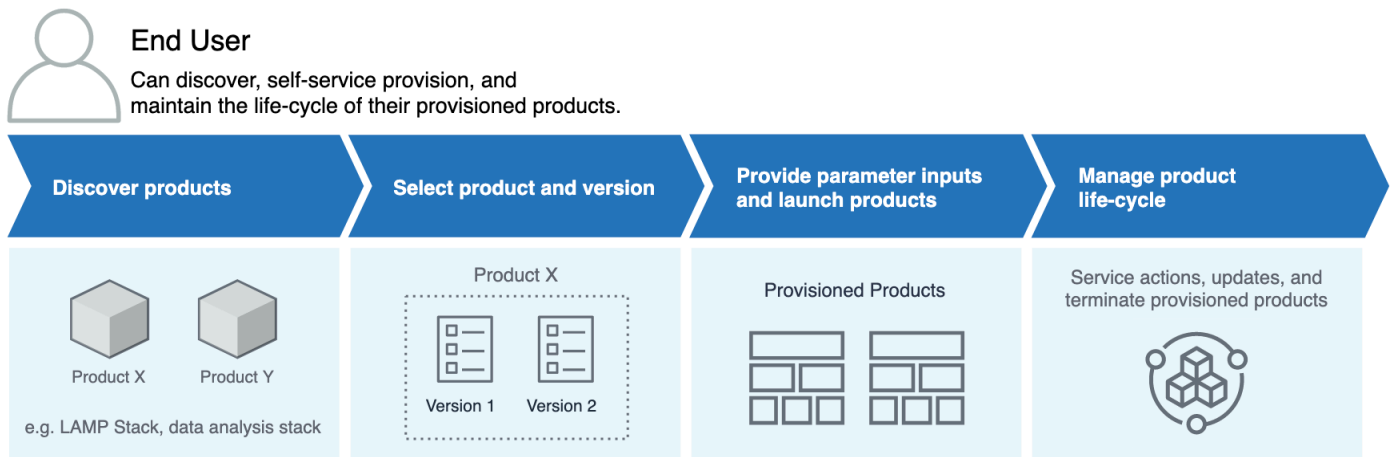 End User
Can discover, self-service provision, and
maintain the life-cycle of their provisioned products.
Discover products
Select product and version
Provide parameter inputs
and launch products
Manage product
life-cycle
Product X
Product Y
e.g. LAMP Stack, data analysis stack
Product X
Version 1
Version 2
Provisioned Products
Service actions, updates, and
terminate provisioned products